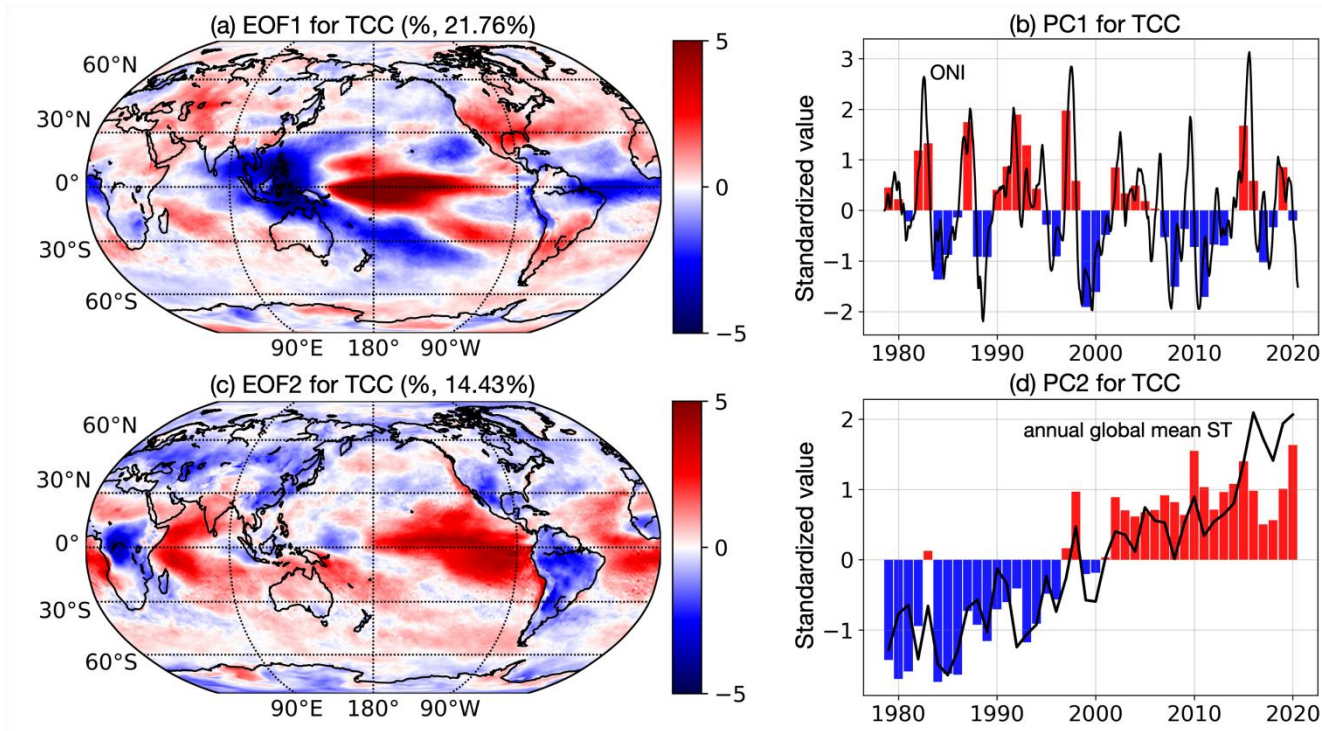 (a) EOF1 for TCC (%, 21.76%)
60°N
30°N
0°
30°S
60°S
90°E 180° 90°W
5
0
−5
(b) PC1 for TCC
ONI
Standardized value
3
2
1
0
−1
−2
1980 1990 2000 2010 2020
(c) EOF2 for TCC (%, 14.43%)
60°N
30°N
0°
30°S
60°S
90°E 180° 90°W
5
0
−5
(d) PC2 for TCC
annual global mean ST
Standardized value
2
1
0
−1
1980 1990 2000 2010 2020